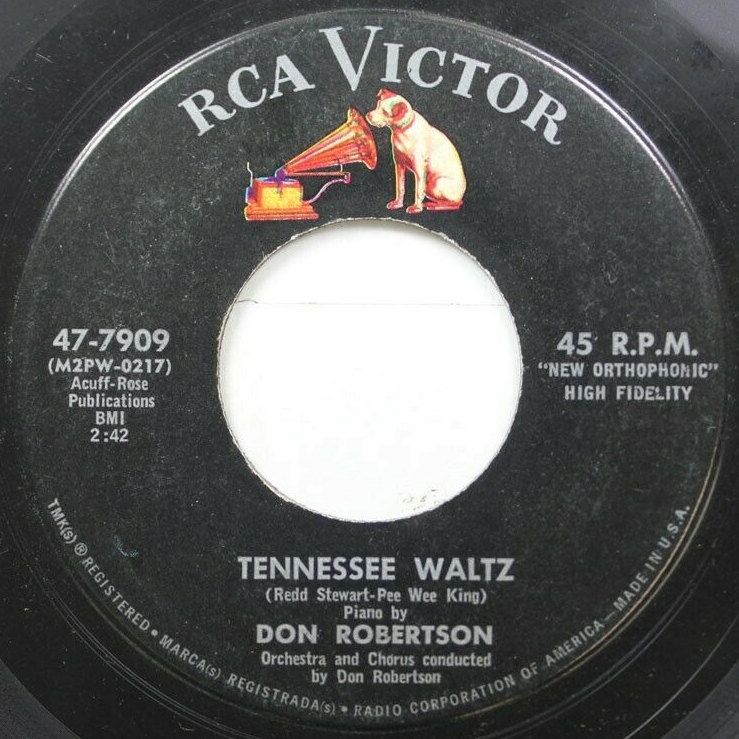 RCA VICTOR
47-7909
(M2PW-0217)
Acuff-Rose
Publications
BMI
2:42
45 R.P.M.
"NEW ORTHOPHONIC"
HIGH FIDELITY
TENNESSEE WALTZ
(Redd Stewart-Pee Wee King)
Piano by
DON ROBERTSON
Orchestra and Chorus conducted
by Don Robertson
TMK(s) ® REGISTERED • MARCA(s) REGISTRADA(s) • RADIO CORPORATION OF AMERICA—MADE IN U.S.A.